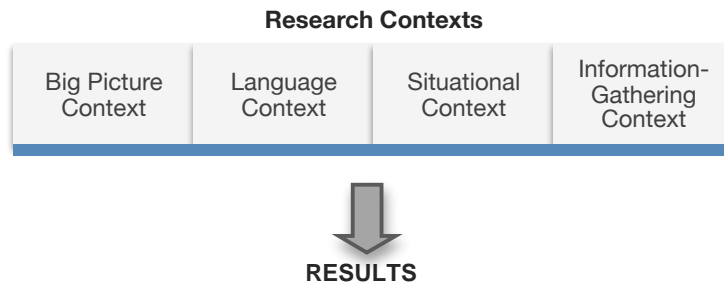 Research Contexts
Big Picture
Context
Language
Context
Situational
Context
Information-
Gathering
Context
RESULTS